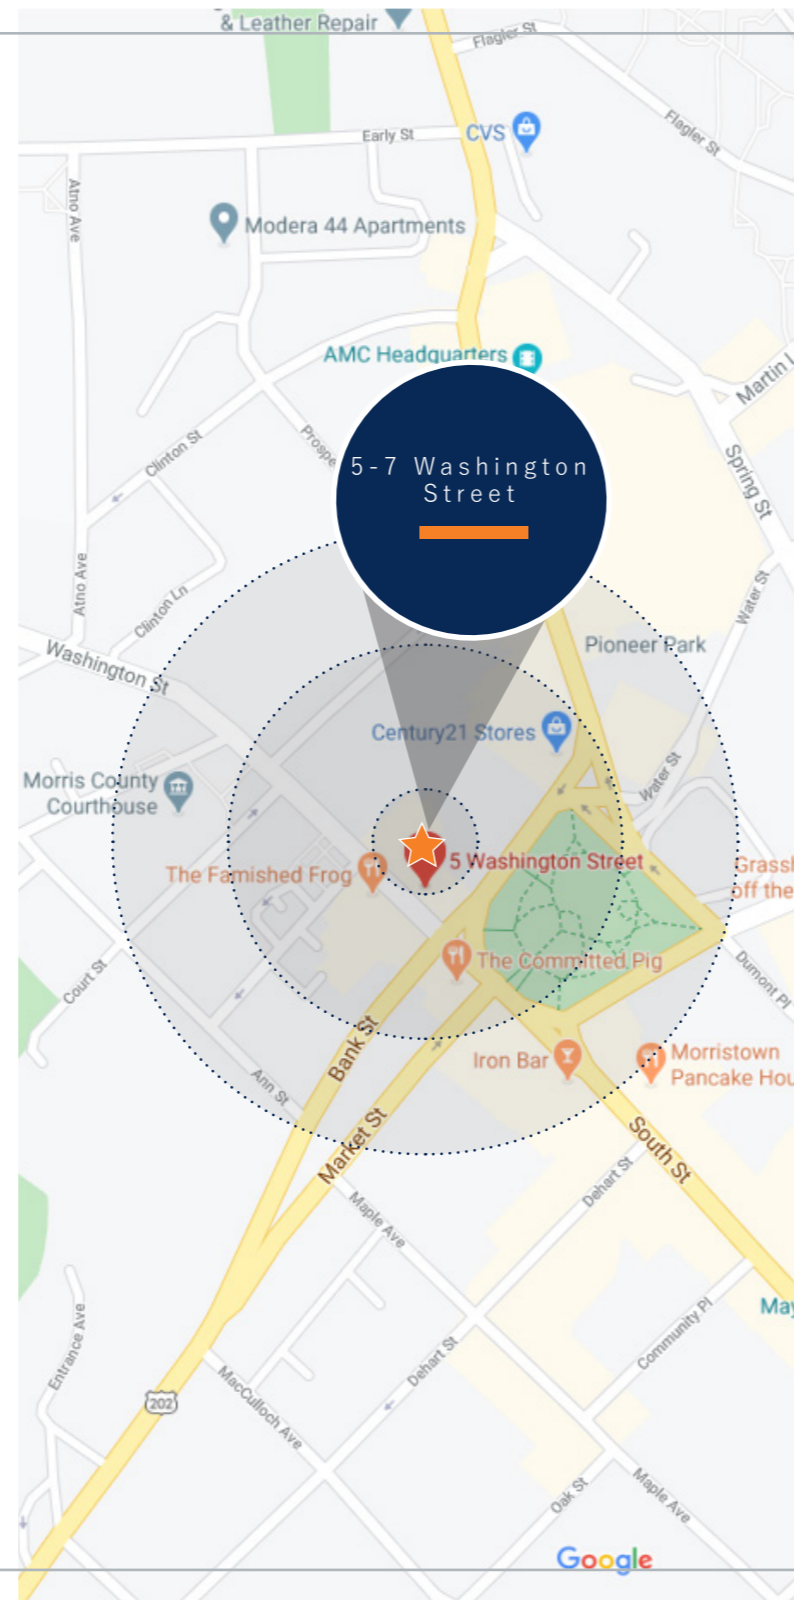 & Leather Repair
Flagler St
Early St
CVS
Flagler St
Atno Ave
Modera 44 Apartments
AMC Headquarters
Martin L
5-7 Washington
Street
Clinton St
Prospe
Spring St
Atno Ave
Clinton Ln
Water St
Washington St
Pioneer Park
Century21 Stores
Morris County
Courthouse
Water St
5 Washington Street
The Famished Frog
Grassh
off the
The Committed Pig
Court St
Dumont Pl
Bank St
Iron Bar
Morristown
Pancake Hou
Ann St
Market St
South St
Dehart St
Maple Ave
May
Entrance Ave
Community Pl
Dehart St
202
MacCulloch Ave
Oak St
Maple Ave
Google